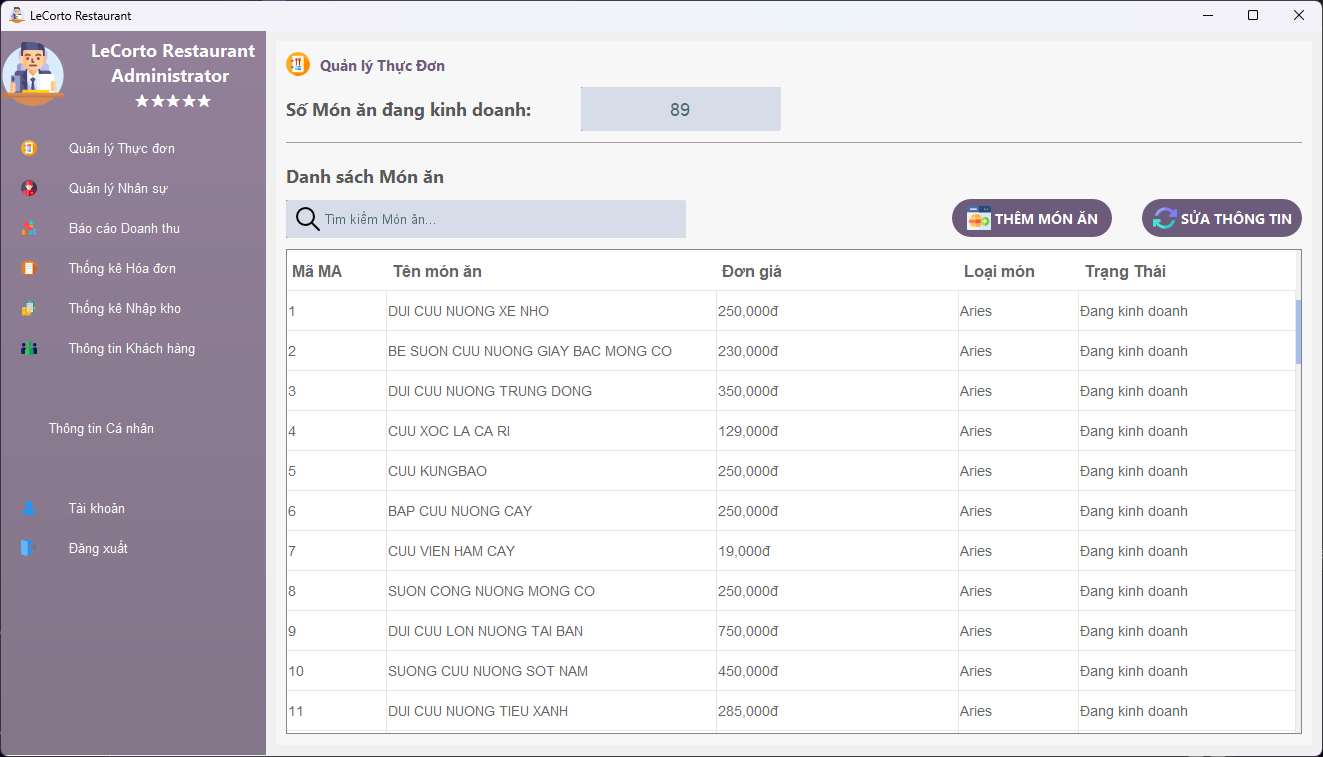 LeCorto Restaurant
LeCorto Restaurant
Administrator
Quản lý Thực đơn
Quản lý Nhân sự
Báo cáo Doanh thu
Thống kê Hóa đơn
Thống kê Nhập kho
Thông tin Khách hàng
Thông tin Cá nhân
Tài khoản
Đăng xuất
Quản lý Thực Đơn
Số Món ăn đang kinh doanh: 89
Danh sách Món ăn
Tìm kiếm Món ăn...
THÊM MÓN ĂN
SỬA THÔNG TIN
Mã MA Tên món ăn Đơn giá Loại món Trạng Thái
1 DUI CUU NUONG XE NHO 250,000đ Aries Đang kinh doanh
2 BE SUON CUU NUONG GIAY BAC MONG CO 230,000đ Aries Đang kinh doanh
3 DUI CUU NUONG TRUNG DONG 350,000đ Aries Đang kinh doanh
4 CUU XOC LA CA RI 129,000đ Aries Đang kinh doanh
5 CUU KUNGBAO 250,000đ Aries Đang kinh doanh
6 BAP CUU NUONG CAY 250,000đ Aries Đang kinh doanh
7 CUU VIEN HAM CAY 19,000đ Aries Đang kinh doanh
8 SUON CONG NUONG MONG CO 250,000đ Aries Đang kinh doanh
9 DUI CUU LON NUONG TAI BAN 750,000đ Aries Đang kinh doanh
10 SUONG CUU NUONG SOT NAM 450,000đ Aries Đang kinh doanh
11 DUI CUU NUONG TIEU XANH 285,000đ Aries Đang kinh doanh